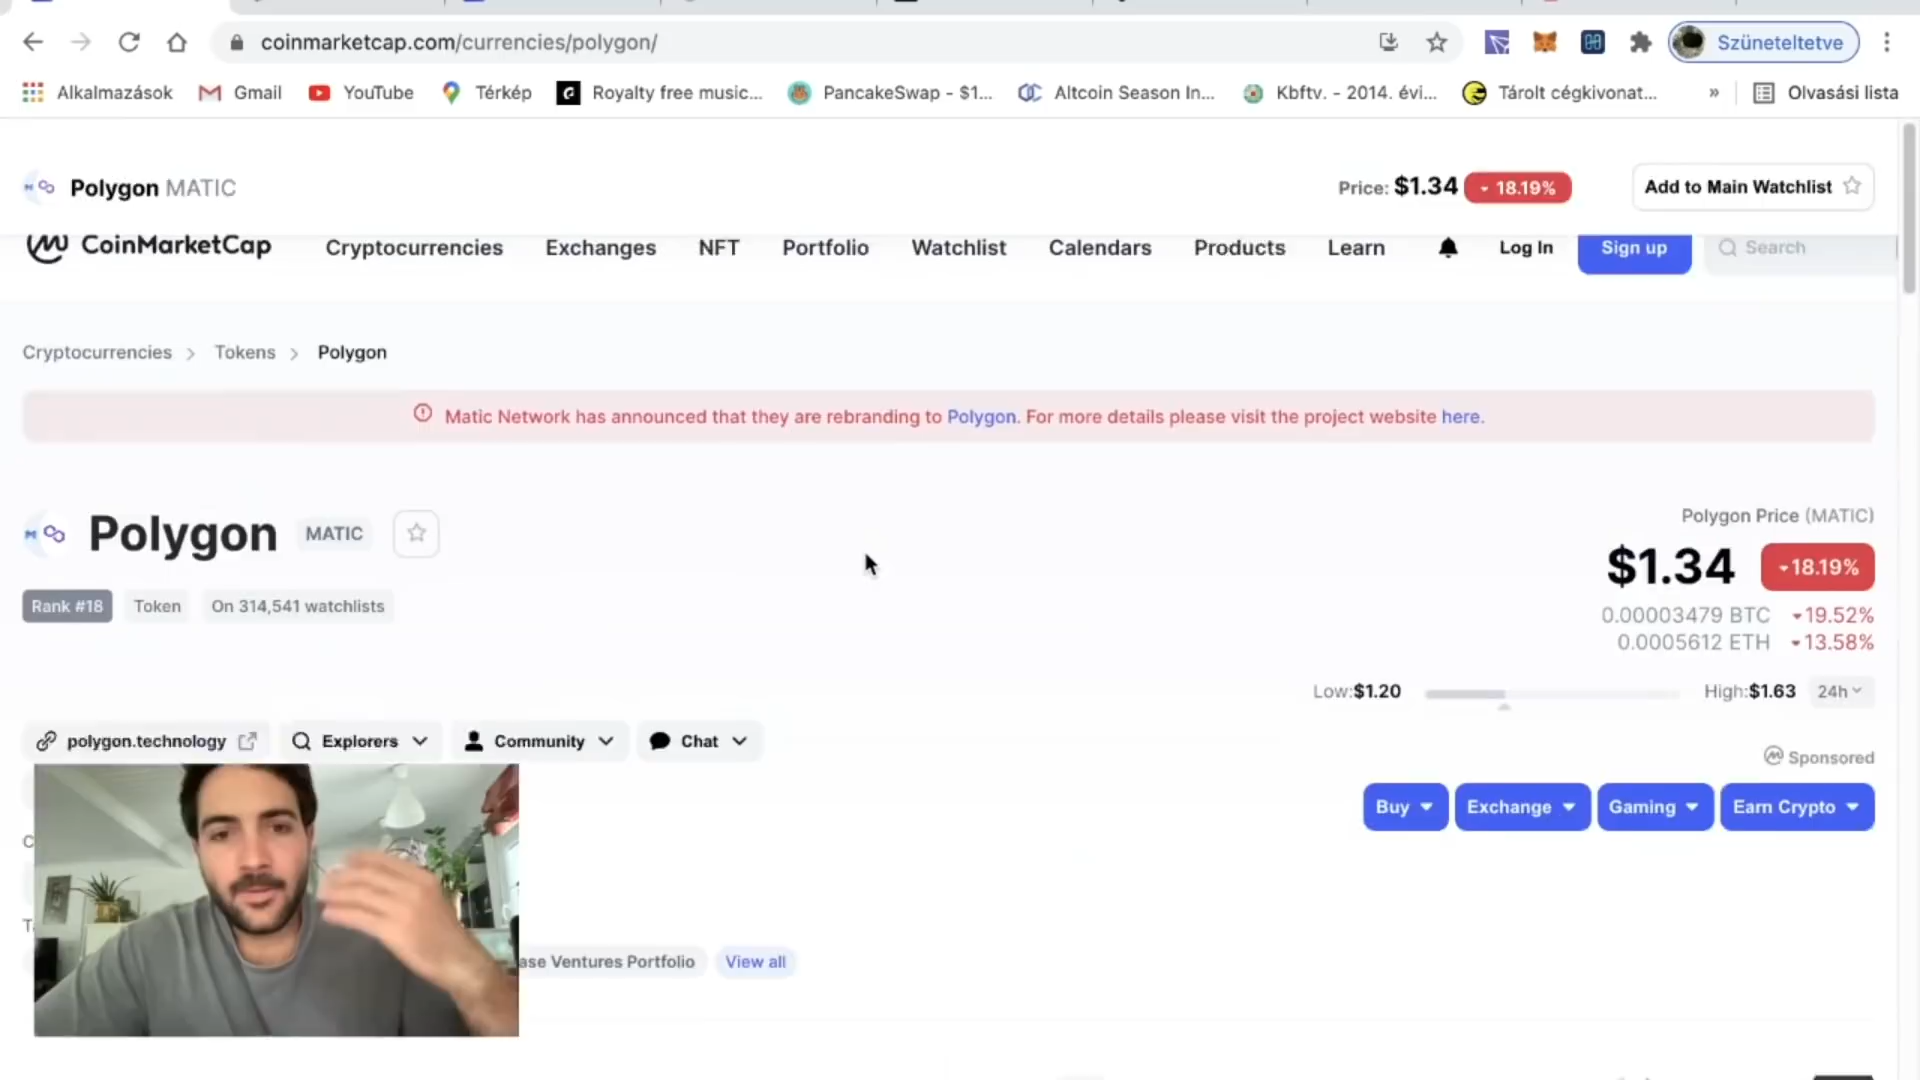 coinmarketcap.com/currencies/polygon/
Szüneteltetve
Alkalmazások Gmail YouTube Térkép Royalty free music... PancakeSwap - $1... Altcoin Season In... Kbftv. - 2014. évi... Tárolt cégkivonat... » Olvasási lista
Polygon MATIC
Price: $1.34 18.19%
Add to Main Watchlist
CoinMarketCap Cryptocurrencies Exchanges NFT Portfolio Watchlist Calendars Products Learn Log In Sign up Search
Cryptocurrencies > Tokens > Polygon
Matic Network has announced that they are rebranding to Polygon. For more details please visit the project website here.
Polygon MATIC
Rank #18 Token On 314,541 watchlists
Polygon Price (MATIC)
$1.34 18.19%
0.00003479 BTC 19.52%
0.0005612 ETH 13.58%
Low:$1.20 High:$1.63 24h
polygon.technology Explorers Community Chat
Sponsored
Buy Exchange Gaming Earn Crypto
Ventures Portfolio View all